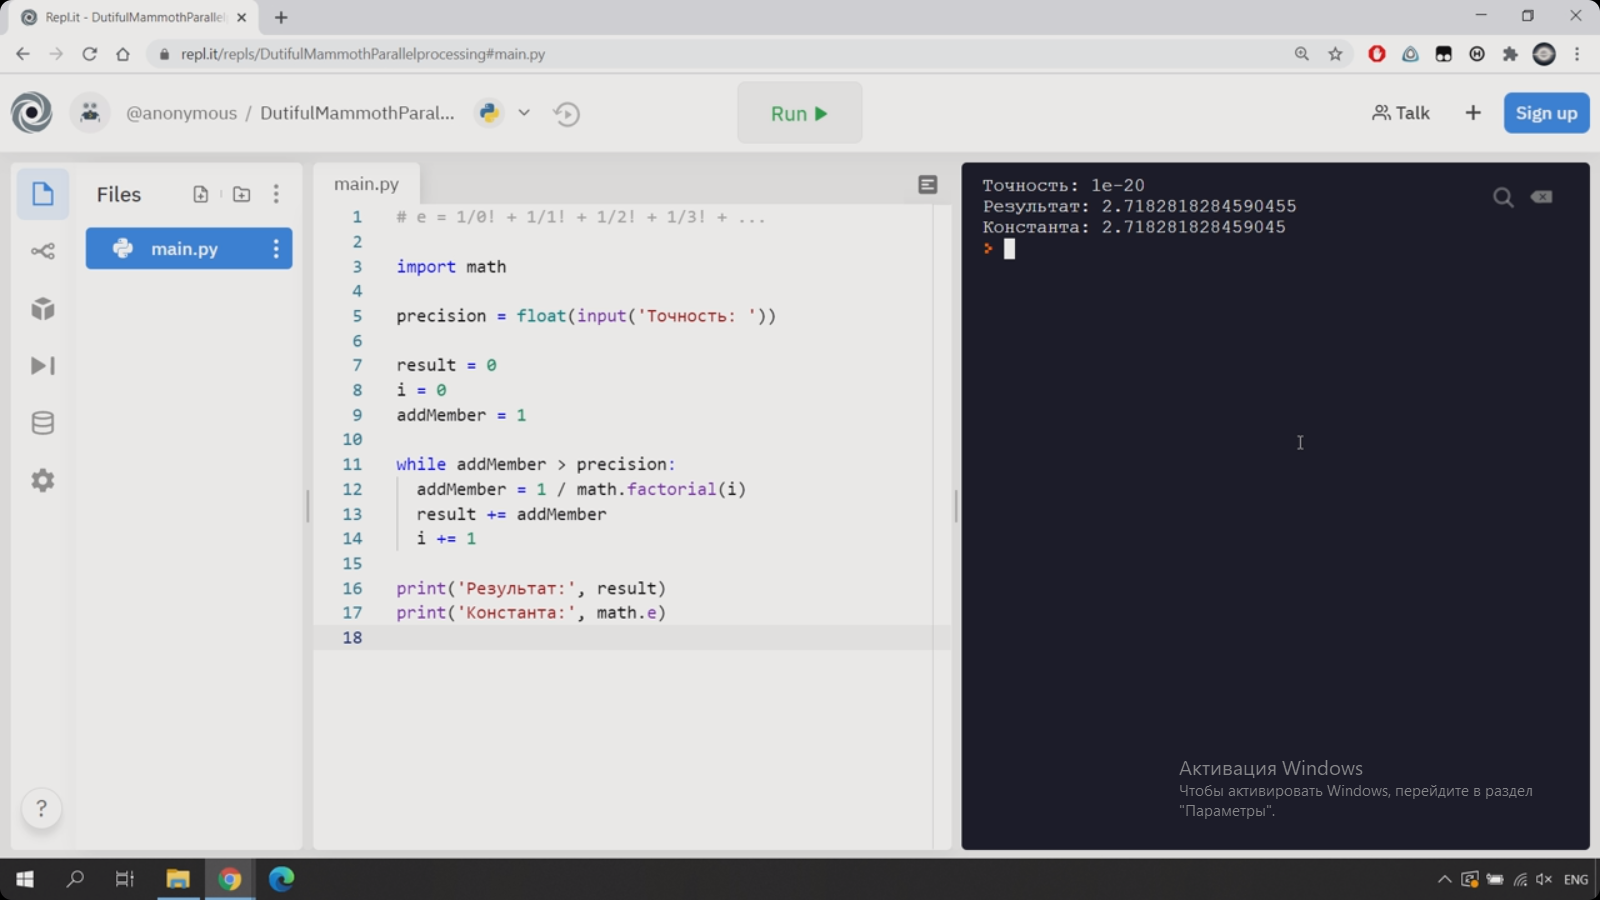 Repl.it - DutifulMammothParallel
repl.it/repls/DutifulMammothParallelprocessing#main.py
@anonymous / DutifulMammothParal...
Run
Talk
Sign up
Files
main.py
main.py
1 # e = 1/0! + 1/1! + 1/2! + 1/3! + ...
2
3 import math
4
5 precision = float(input('Точность: '))
6
7 result = 0
8 i = 0
9 addMember = 1
10
11 while addMember > precision:
12 addMember = 1 / math.factorial(i)
13 result += addMember
14 i += 1
15
16 print('Результат:', result)
17 print('Константа:', math.e)
18
Точность: 1e-20
Результат: 2.7182818284590455
Константа: 2.718281828459045
>
Активация Windows
Чтобы активировать Windows, перейдите в раздел
"Параметры".
?
ENG